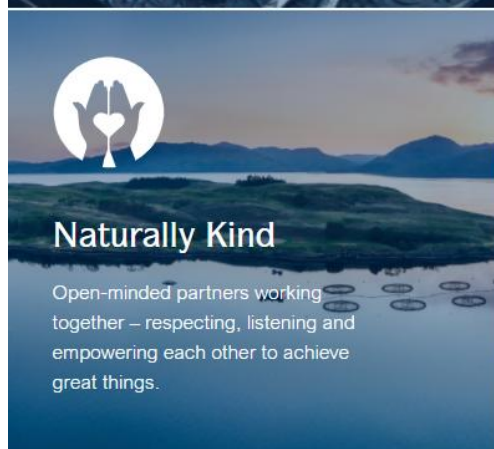 Naturally Kind
Open-minded partners working
together – respecting, listening and
empowering each other to achieve
great things.